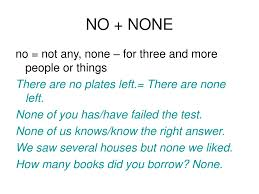 NO + NONE
no = not any, none – for three and more
people or things
There are no plates left.= There are none
left.
None of you has/have failed the test.
None of us knows/know the right answer.
We saw several houses but none we liked.
How many books did you borrow? None.